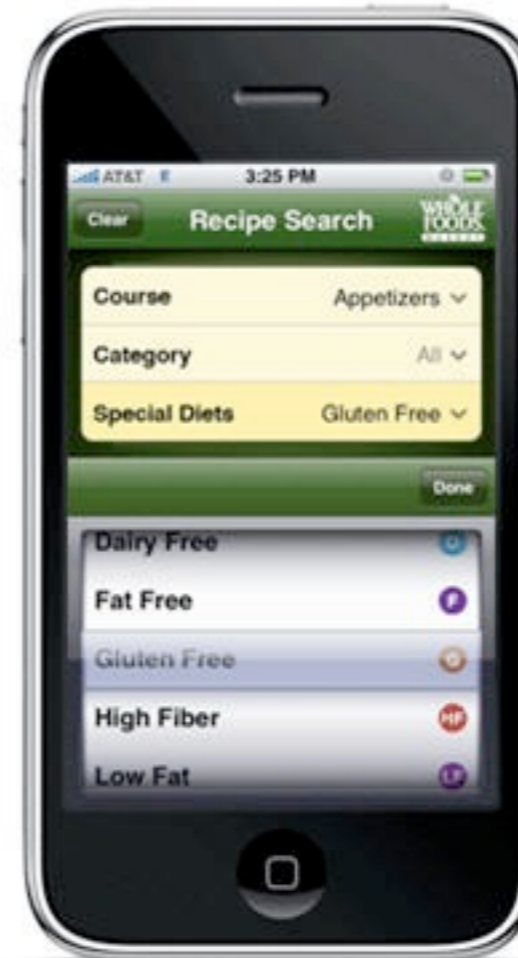 AT&T E 3:25 PM
Clear Recipe Search WHOLE FOODS MARKET
Course Appetizers
Category All
Special Diets Gluten Free
Done
Dairy Free D
Fat Free F
Gluten Free G
High Fiber HF
Low Fat LF